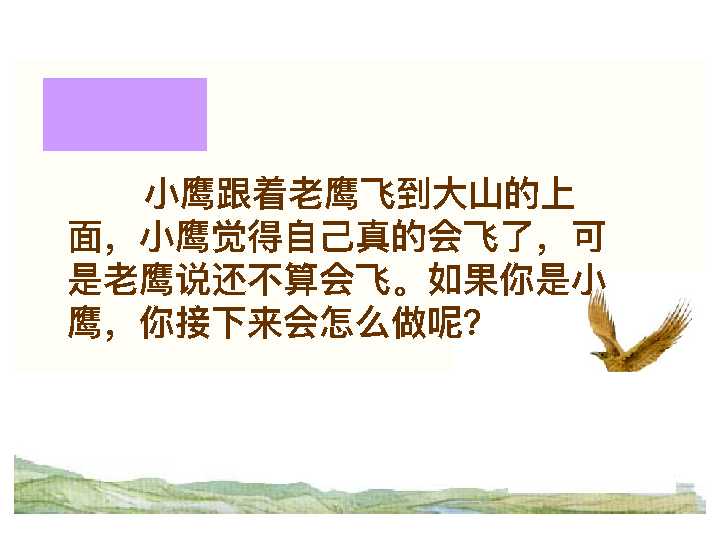 小鹰跟着老鹰飞到大山的上
面，小鹰觉得自己真的会飞了，可
是老鹰说还不算会飞。如果你是小
鹰，你接下来会怎么做呢?